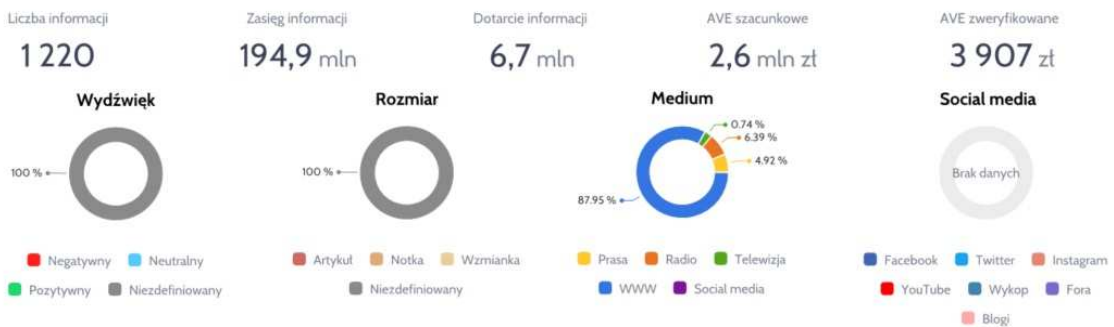 Liczba informacji
Zasięg informacji
Dotarcie informacji
AVE szacunkowe
AVE zweryfikowane
1 220
194,9 mln
6,7 mln
2,6 mln zł
3 907 zł
Wydźwięk
Rozmiar
Medium
Social media
100 %
100 %
0.74 %
6.39 %
4.92 %
87.95 %
Brak danych
Negatywny Neutralny
Pozytywny Niezdefiniowany
Artykuł Notka Wzmianka
Niezdefiniowany
Prasa Radio Telewizja
WWW Social media
Facebook Twitter Instagram
YouTube Wykop Fora
Blogi